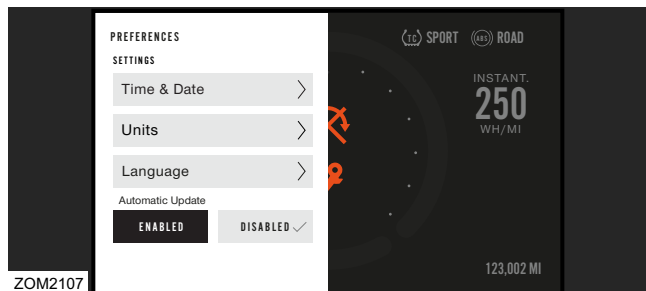 PREFERENCES
SETTINGS
Time & Date
Units
Language
Automatic Update
ENABLED
DISABLED
TC SPORT
ABS ROAD
INSTANT.
250
WH/MI
123,002 MI
ZOM2107